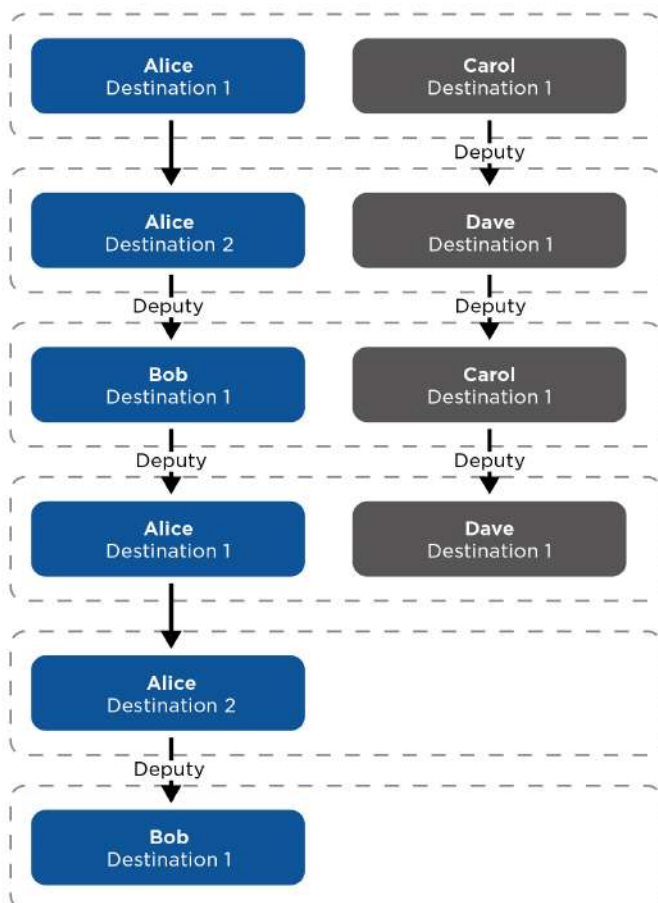 Alice
Destination 1
Carol
Destination 1
Deputy
Alice
Destination 2
Dave
Destination 1
Deputy
Deputy
Bob
Destination 1
Carol
Destination 1
Deputy
Deputy
Alice
Destination 1
Dave
Destination 1
Alice
Destination 2
Deputy
Bob
Destination 1